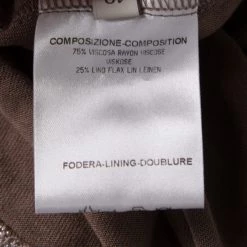 COMPOSIZIONE-COMPOSITION
75% VISCOSA RAYON VISCOSE
VISKOSE
25% LINO FLAX LIN LEINEN
FODERA-LINING-DOUBLURE